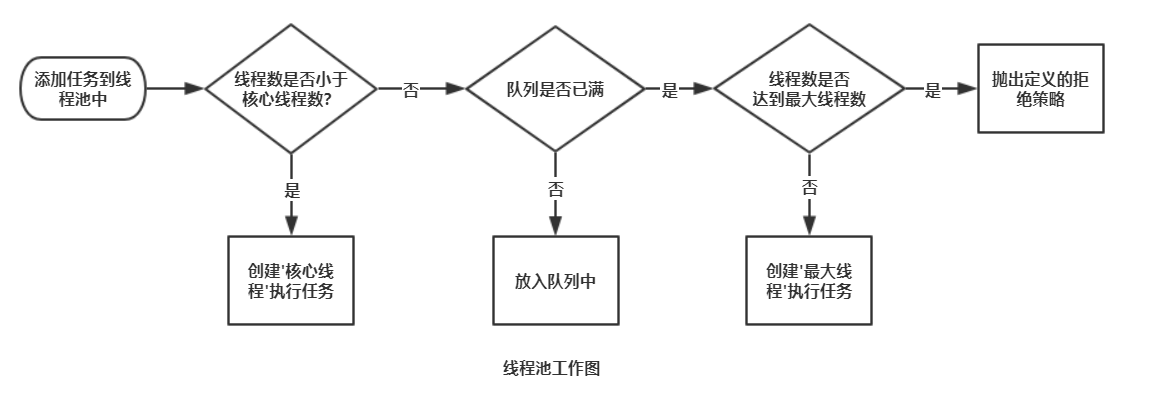 添加任务到线
程池中
线程数是否小于
核心线程数?
否
队列是否已满
是
线程数是否
达到最大线程数
是
抛出定义的拒
绝策略
是
否
否
创建'核心线
程'执行任务
放入队列中
创建'最大线
程'执行任务
线程池工作图